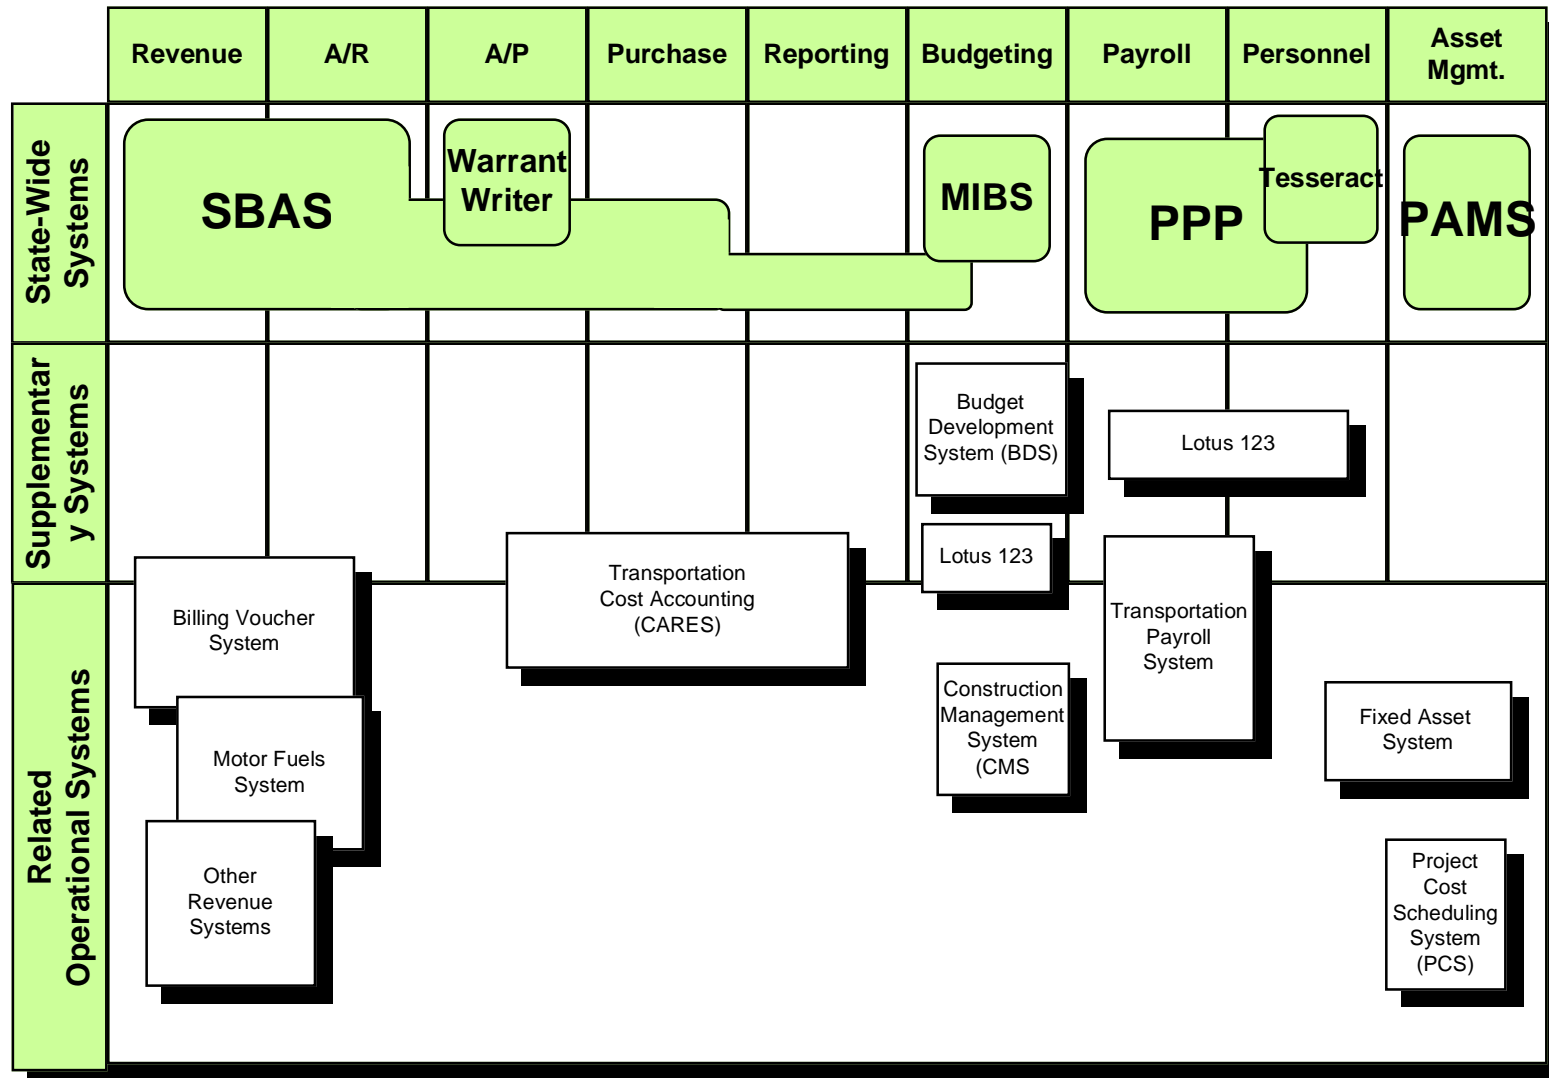 Revenue
A/R
A/P
Purchase
Reporting
Budgeting
Payroll
Personnel
Asset
Mgmt.
State-Wide
Systems
SBAS
Warrant
Writer
MIBS
PPP
Tesseract
PAMS
Supplementar
y Systems
Budget
Development
System (BDS)
Lotus 123
Lotus 123
Transportation
Cost Accounting
(CARES)
Related
Operational Systems
Billing Voucher
System
Motor Fuels
System
Other
Revenue
Systems
Construction
Management
System
(CMS
Transportation
Payroll
System
Fixed Asset
System
Project
Cost
Scheduling
System
(PCS)